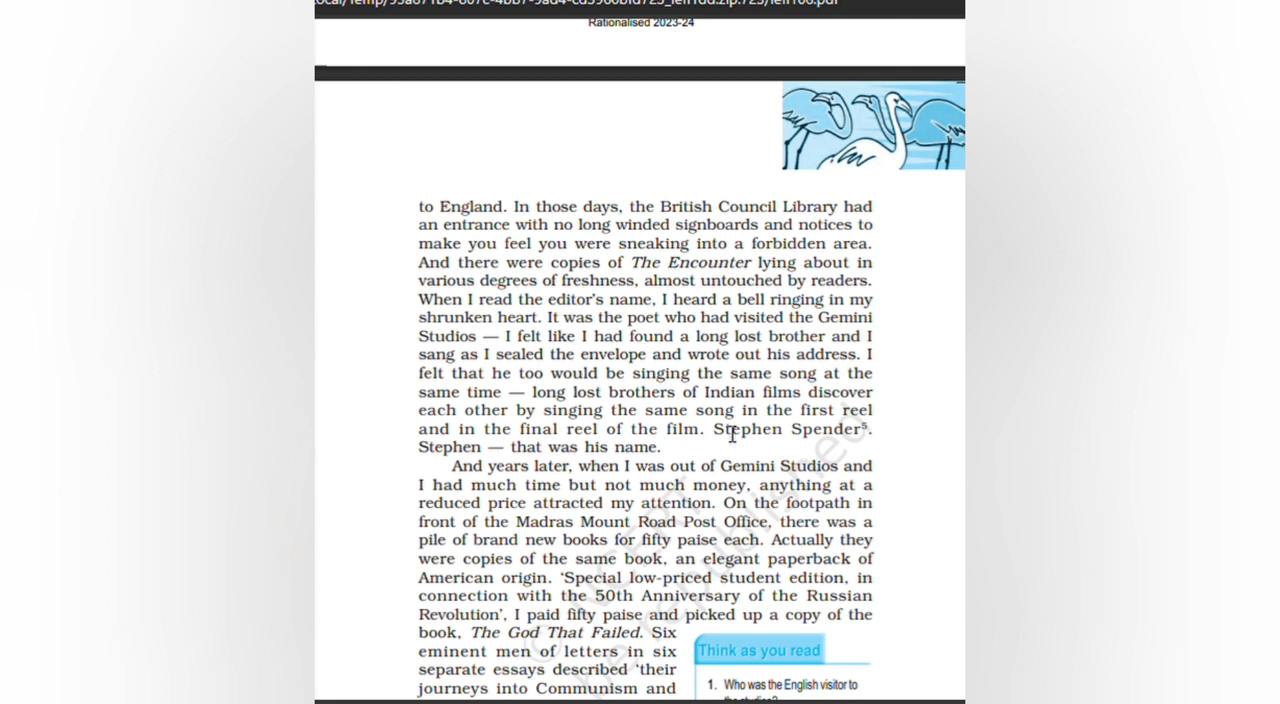 Rationalised 2023-24
to England. In those days, the British Council Library had
an entrance with no long winded signboards and notices to
make you feel you were sneaking into a forbidden area.
And there were copies of The Encounter lying about in
various degrees of freshness, almost untouched by readers.
When I read the editor's name, I heard a bell ringing in my
shrunken heart. It was the poet who had visited the Gemini
Studios — I felt like I had found a long lost brother and I
sang as I sealed the envelope and wrote out his address. I
felt that he too would be singing the same song at the
same time — long lost brothers of Indian films discover
each other by singing the same song in the first reel
and in the final reel of the film. Stephen Spender⁵.
Stephen — that was his name.
And years later, when I was out of Gemini Studios and
I had much time but not much money, anything at a
reduced price attracted my attention. On the footpath in
front of the Madras Mount Road Post Office, there was a
pile of brand new books for fifty paise each. Actually they
were copies of the same book, an elegant paperback of
American origin. ‘Special low-priced student edition, in
connection with the 50th Anniversary of the Russian
Revolution’, I paid fifty paise and picked up a copy of the
book, The God That Failed. Six
eminent men of letters in six
separate essays described ‘their
journeys into Communism and
Think as you read
1. Who was the English visitor to
© NCERT
be republished